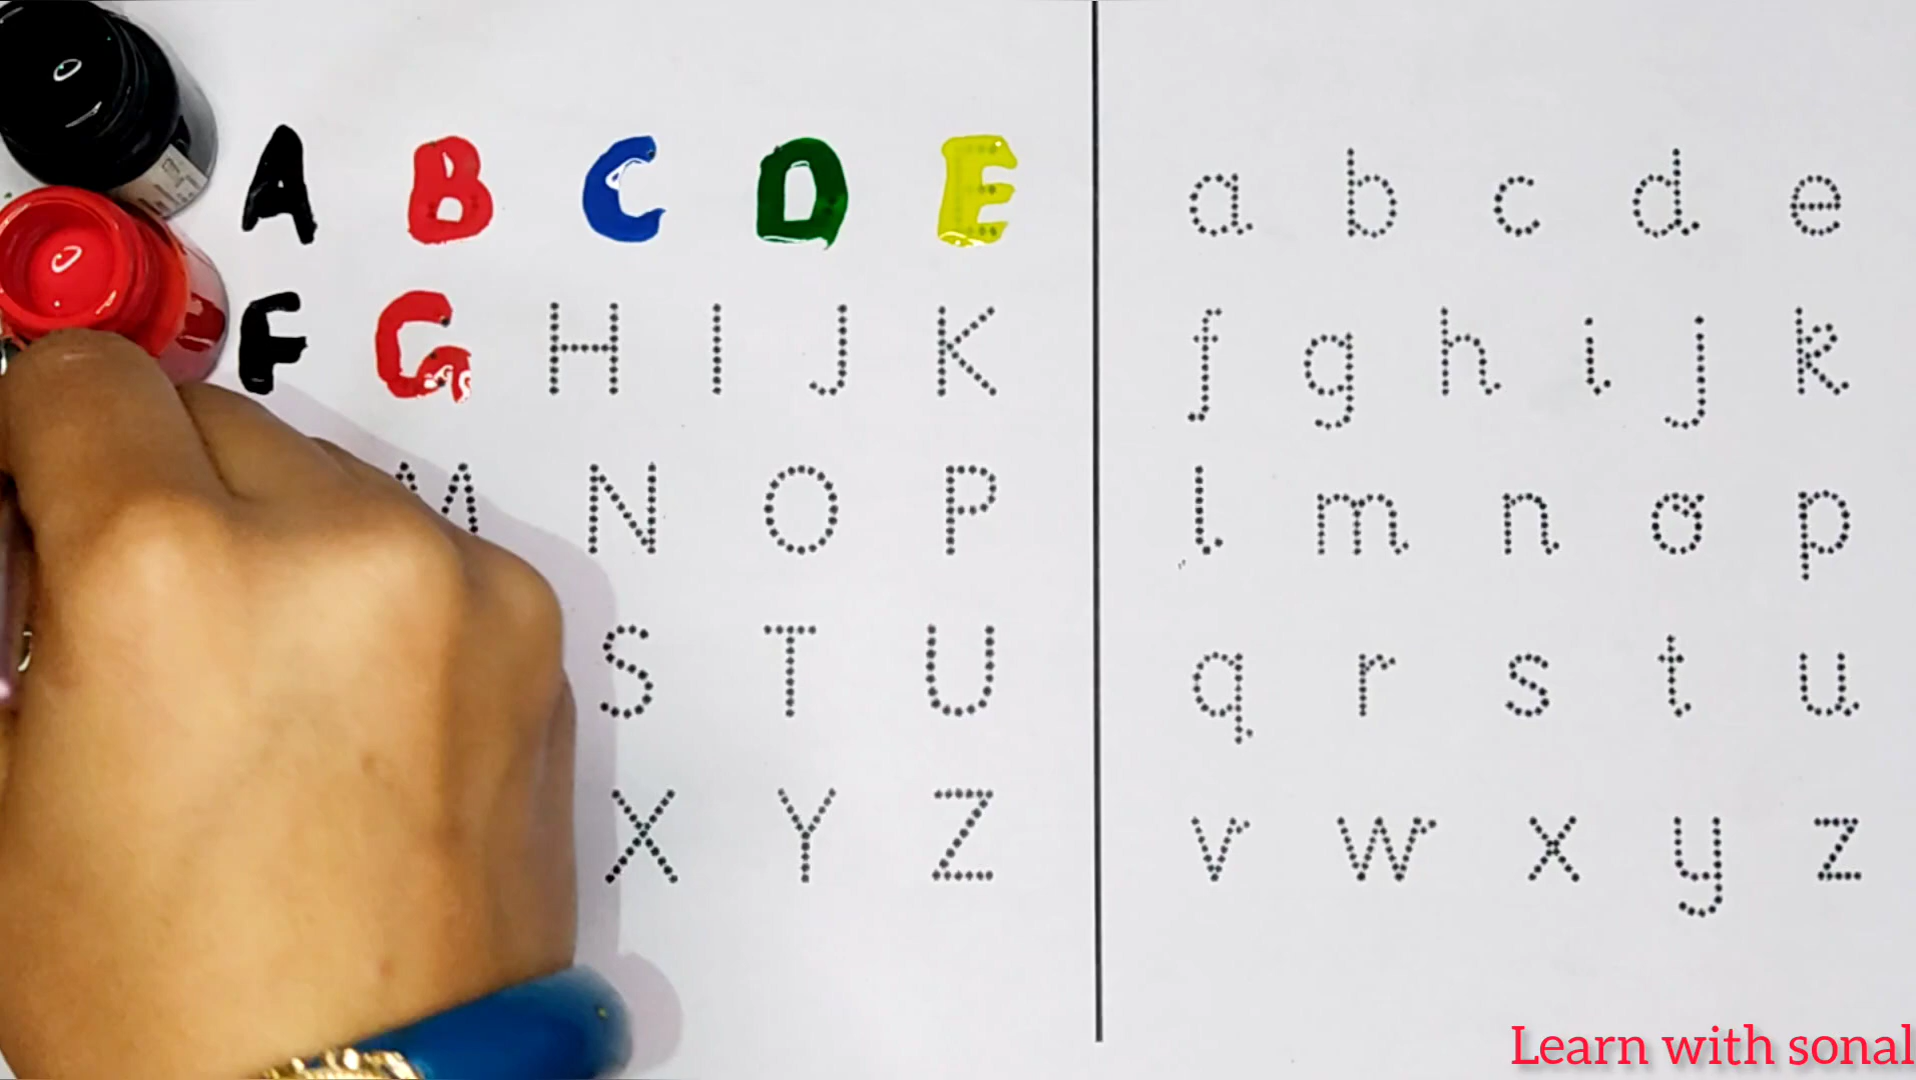 A B C D E
F G H I J K
M N O P
S T U
X Y Z
a b c d e
f g h i j k
l m n o p
q r s t u
v w x y z
Learn with sonal